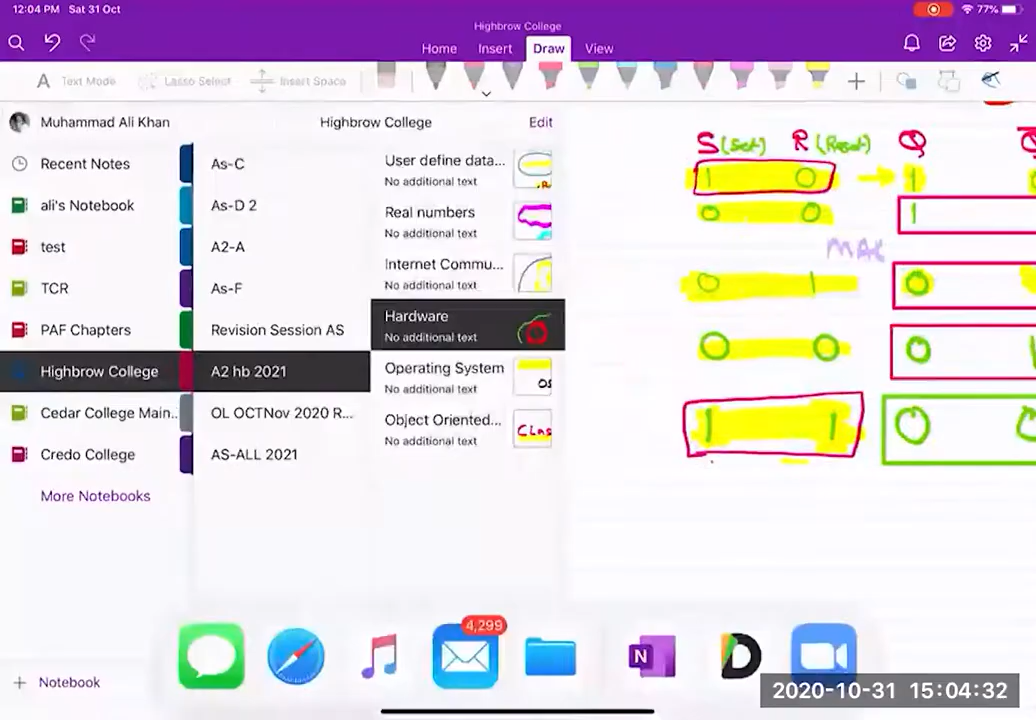 12:04 PM Sat 31 Oct
77%
Highbrow College
Home Insert Draw View
A Text Mode Lasso Select Insert Space
Muhammad Ali Khan
Highbrow College
Edit
Recent Notes
ali's Notebook
test
TCR
PAF Chapters
Highbrow College
Cedar College Main..
Credo College
More Notebooks
Notebook
As-C
As-D 2
A2-A
As-F
Revision Session AS
A2 hb 2021
OL OCTNov 2020 R...
AS-ALL 2021
User define data...
No additional text
Real numbers
No additional text
Internet Commu...
No additional text
Hardware
No additional text
Operating System
No additional text
OS
Object Oriented...
No additional text
Clas
S (Set) R (Reset) Q
1 0 → 1
0 0 1
0 1 0
0 0 0 1
1 1 0 0
4,299
N
2020-10-31 15:04:32